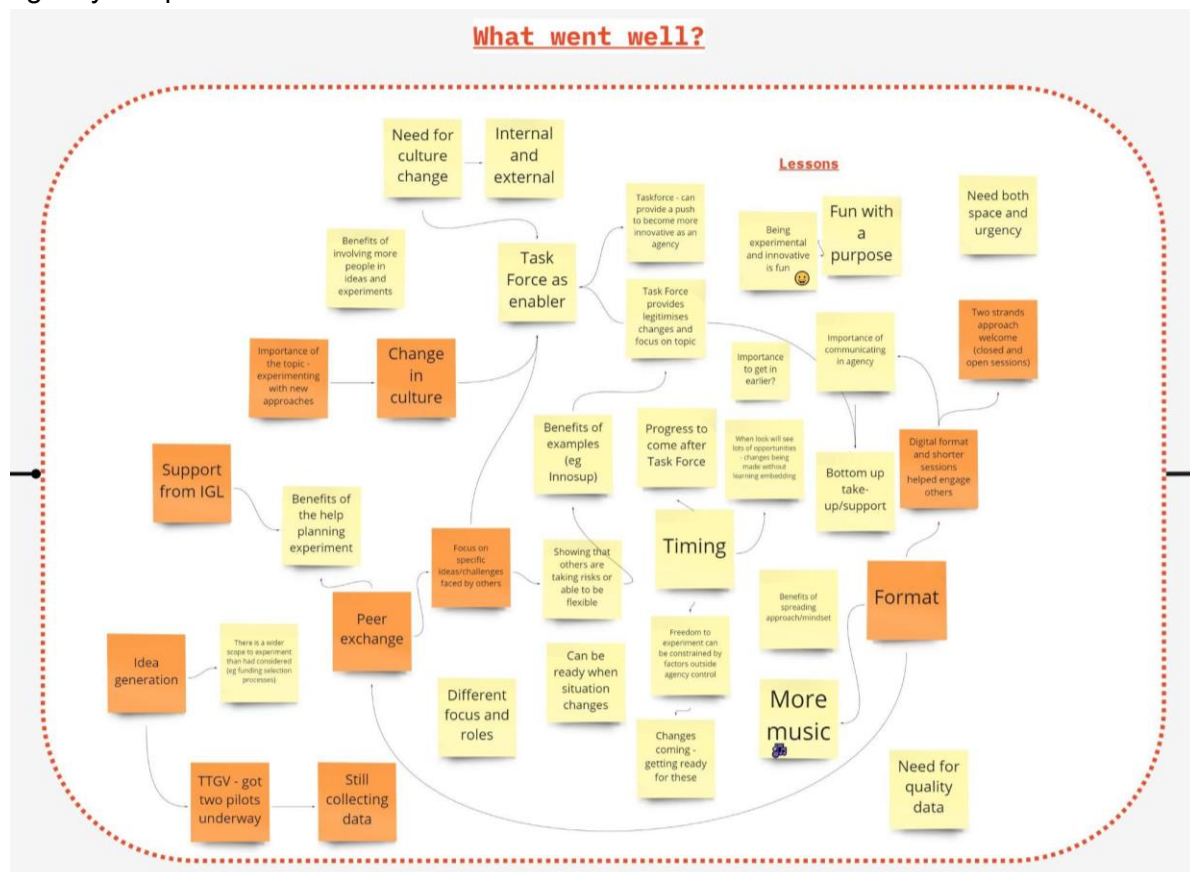 What went well?
Lessons
Need for
culture
change
Internal
and
external
Benefits of
involving more
people in
ideas and
experiments
Task
Force as
enabler
Taskforce - can
provide a push
to become more
innovative as an
agency
Task Force
provides
legitimises
changes and
focus on topic
Being
experimental
and innovative
is fun
Fun with
a
purpose
Need both
space and
urgency
Two strands
approach
welcome
(closed and
open sessions)
Importance of
the topic -
experimenting
with new
approaches
Change
in
culture
Importance
to get in
earlier?
Importance of
communicating
in agency
Support
from IGL
Benefits of
the help
planning
experiment
Benefits of
examples
(eg
Innosup)
Progress to
come after
Task Force
When look will see
lots of opportunities
- changes being
made without
learning embedding
Bottom up
take-
up/support
Digital format
and shorter
sessions
helped engage
others
Focus on
specific
ideas/challenges
faced by others
Showing that
others are
taking risks or
able to be
flexible
Timing
Benefits of
spreading
approach/mindset
Format
Peer
exchange
Idea
generation
There is a wider
scope to experiment
than had considered
(eg funding selection
processes)
Can be
ready when
situation
changes
Freedom to
experiment can
be constrained by
factors outside
agency control
Different
focus and
roles
More
music
Changes
coming -
getting ready
for these
Need for
quality
data
TTGV - got
two pilots
underway
Still
collecting
data